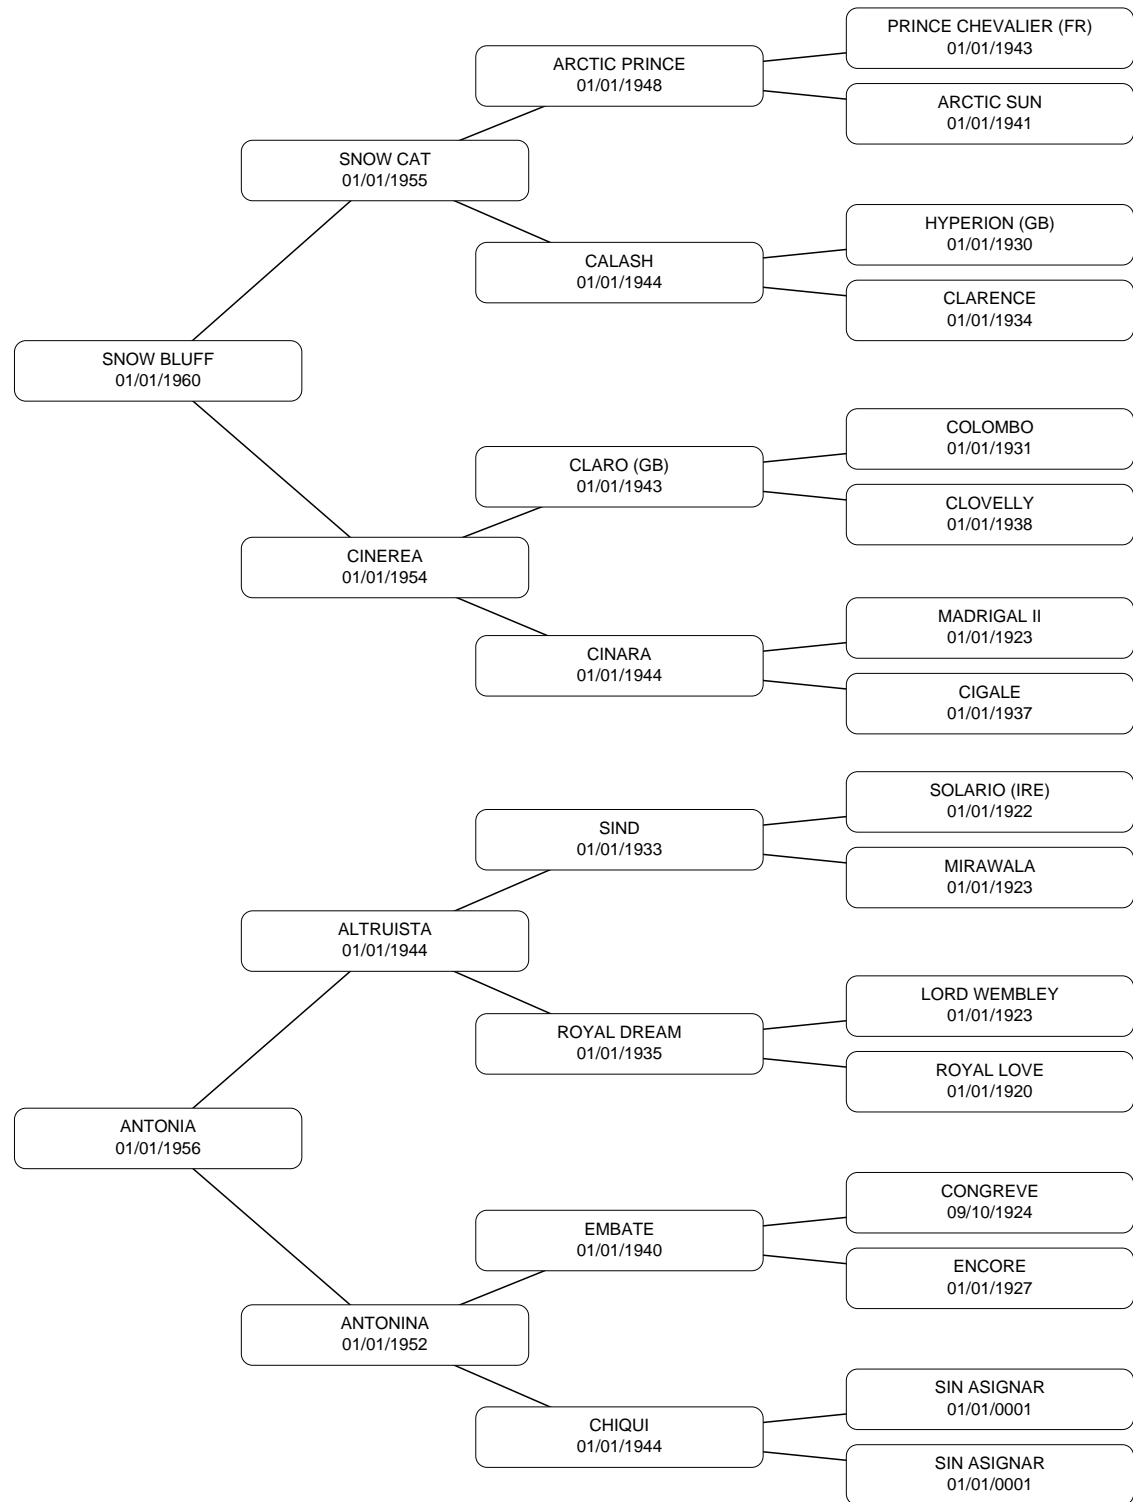 PRINCE CHEVALIER (FR)
01/01/1943
ARCTIC PRINCE
01/01/1948
ARCTIC SUN
01/01/1941
SNOW CAT
01/01/1955
HYPERION (GB)
01/01/1930
CALASH
01/01/1944
CLARENCE
01/01/1934
SNOW BLUFF
01/01/1960
COLOMBO
01/01/1931
CLARO (GB)
01/01/1943
CLOVELLY
01/01/1938
CINEREA
01/01/1954
MADRIGAL II
01/01/1923
CINARA
01/01/1944
CIGALE
01/01/1937
SOLARIO (IRE)
01/01/1922
SIND
01/01/1933
MIRAWALA
01/01/1923
ALTRUISTA
01/01/1944
LORD WEMBLEY
01/01/1923
ROYAL DREAM
01/01/1935
ROYAL LOVE
01/01/1920
ANTONIA
01/01/1956
CONGREVE
09/10/1924
EMBATE
01/01/1940
ENCORE
01/01/1927
ANTONINA
01/01/1952
SIN ASIGNAR
01/01/0001
CHIQUI
01/01/1944
SIN ASIGNAR
01/01/0001